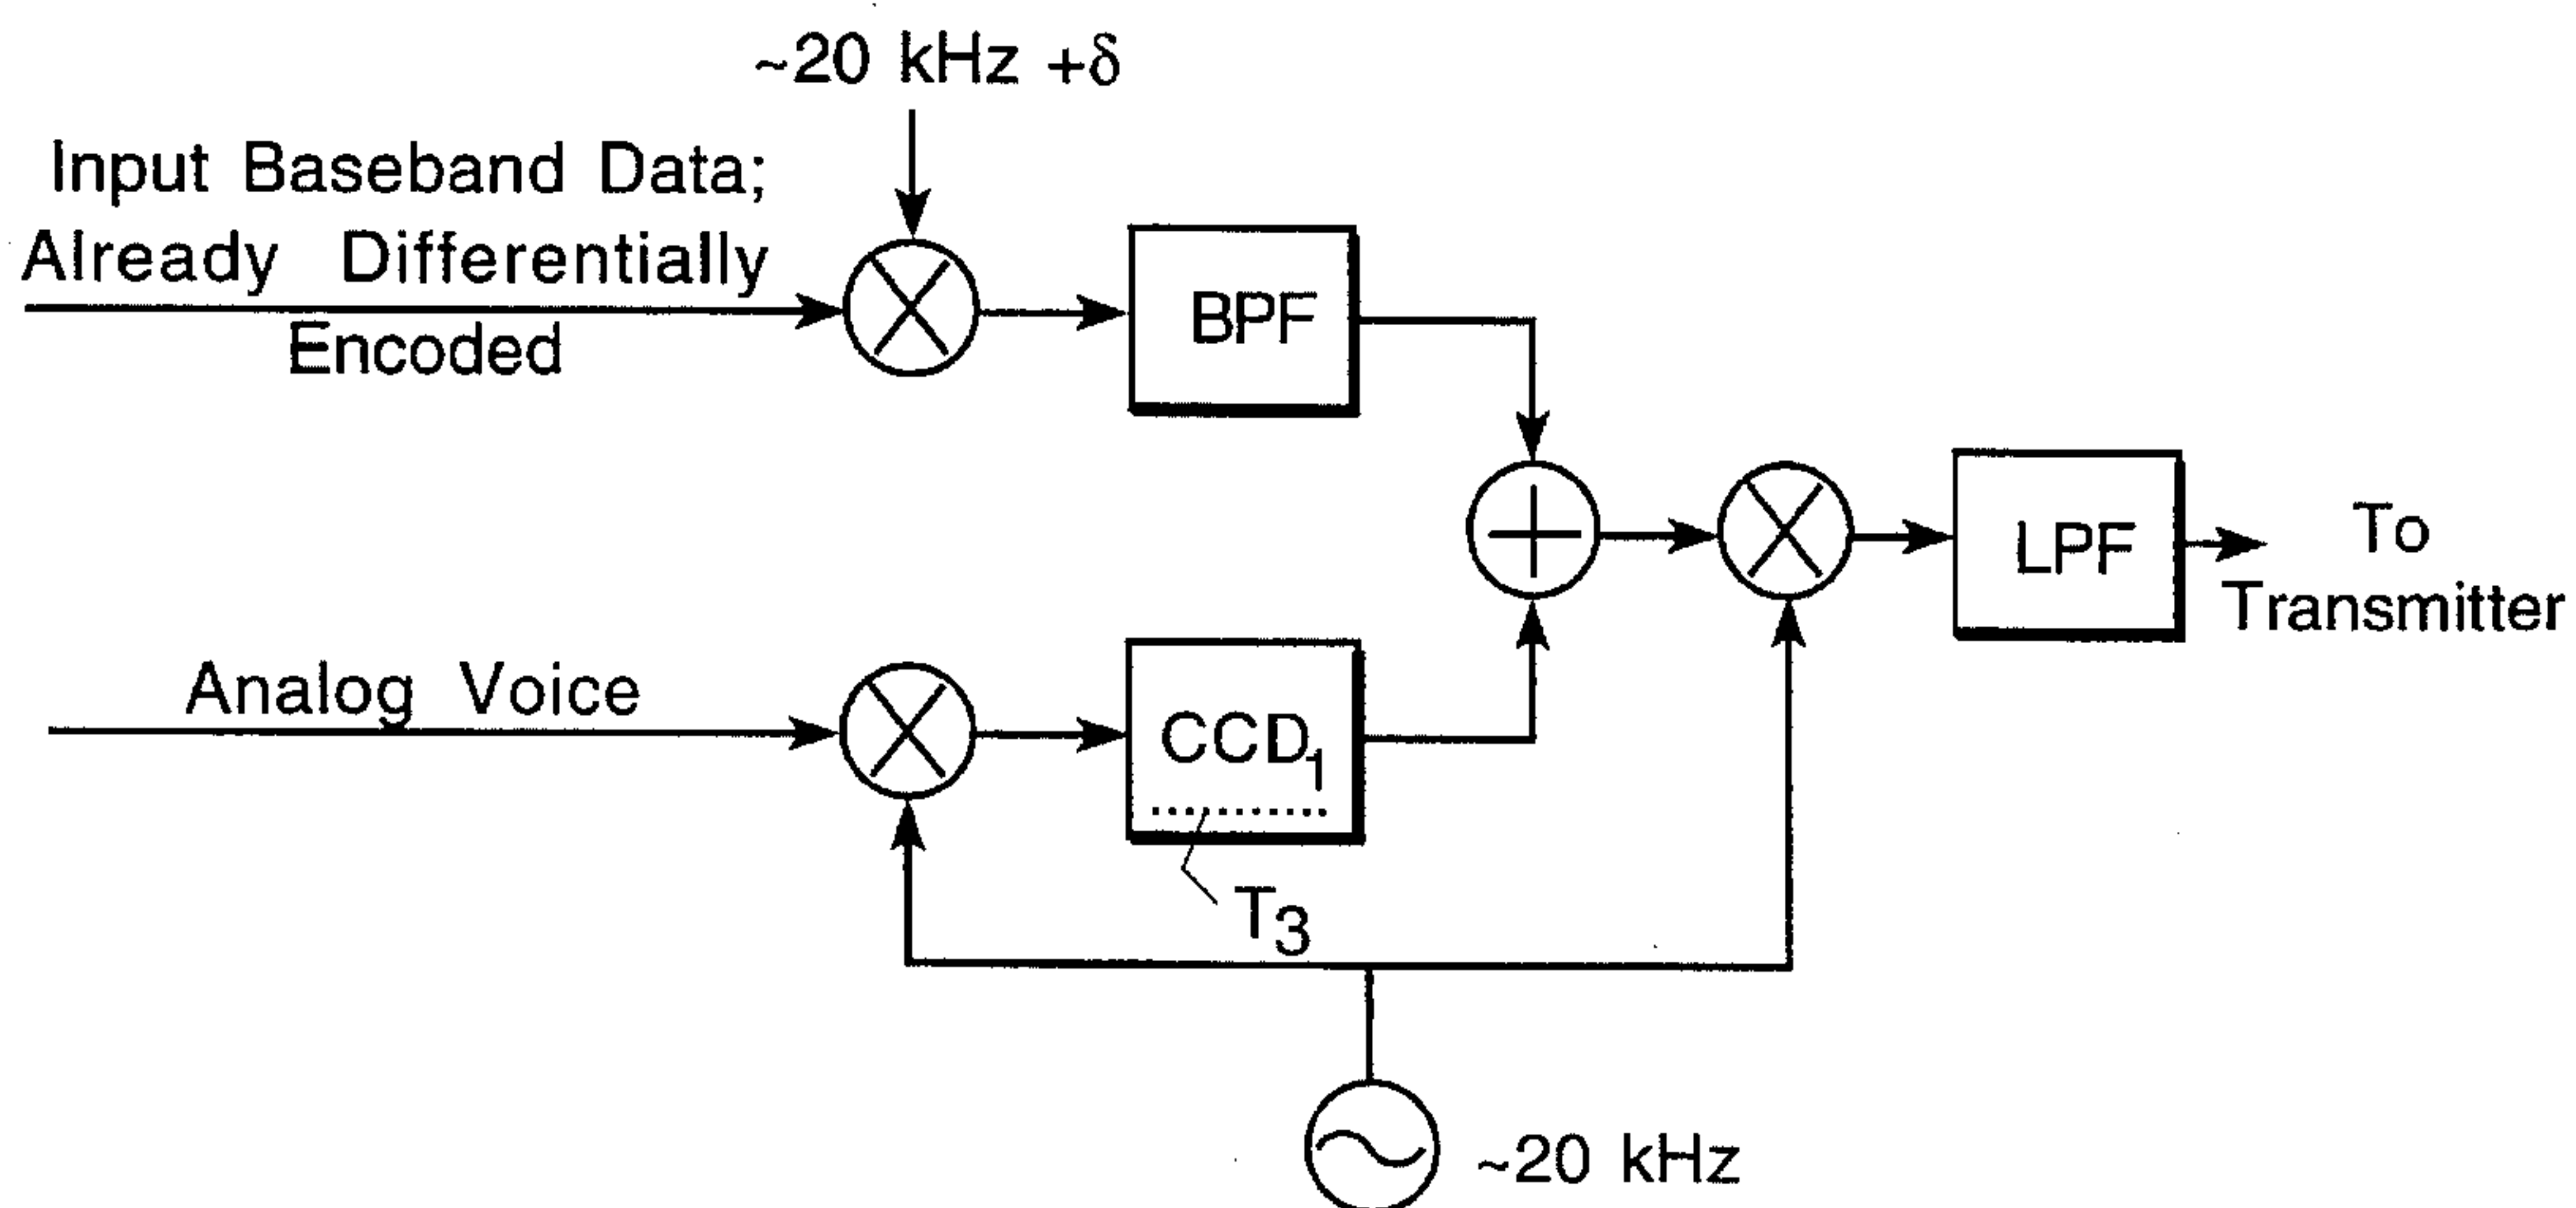 ~20 kHz +δ
Input Baseband Data;
Already Differentially
Encoded
BPF
To
Transmitter
LPF
Analog Voice
CCD1
T3
~20 kHz